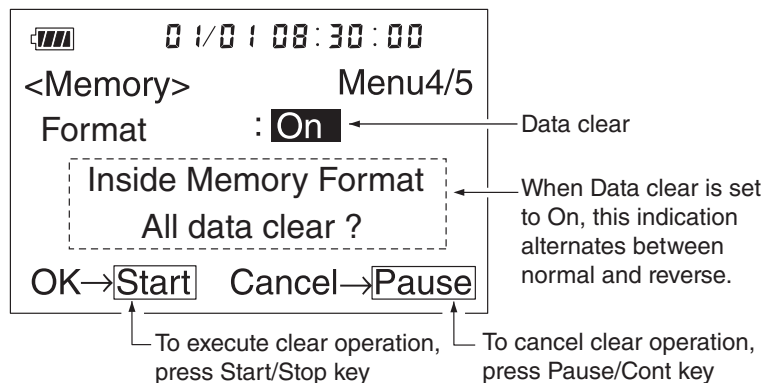 01/01 08:30:00
<Memory> Menu4/5
Format : On
Data clear
Inside Memory Format
All data clear ?
When Data clear is set
to On, this indication
alternates between
normal and reverse.
OK→Start Cancel→Pause
To execute clear operation,
press Start/Stop key
To cancel clear operation,
press Pause/Cont key